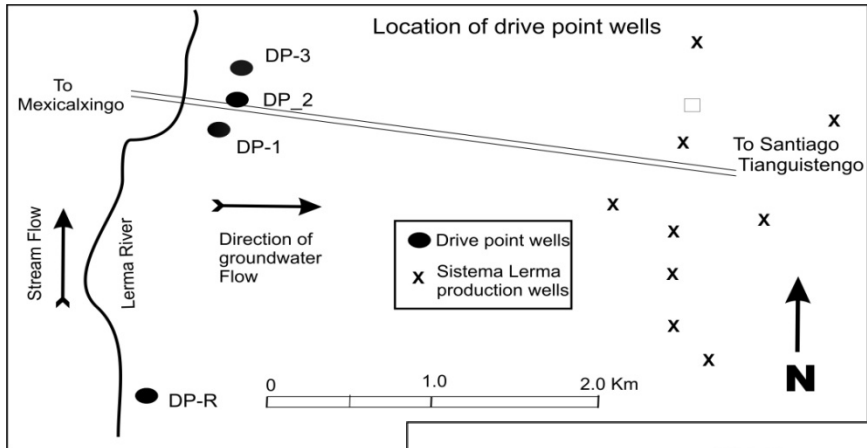 Location of drive point wells
DP-3
To
Mexicalxingo
DP_2
DP-1
To Santiago
Tianguistengo
X
X
X
X
X
X
X
X
X
Stream Flow
Lerma River
Direction of
groundwater
Flow
Drive point wells
X Sistema Lerma
production wells
N
DP-R
0 1.0 2.0 Km